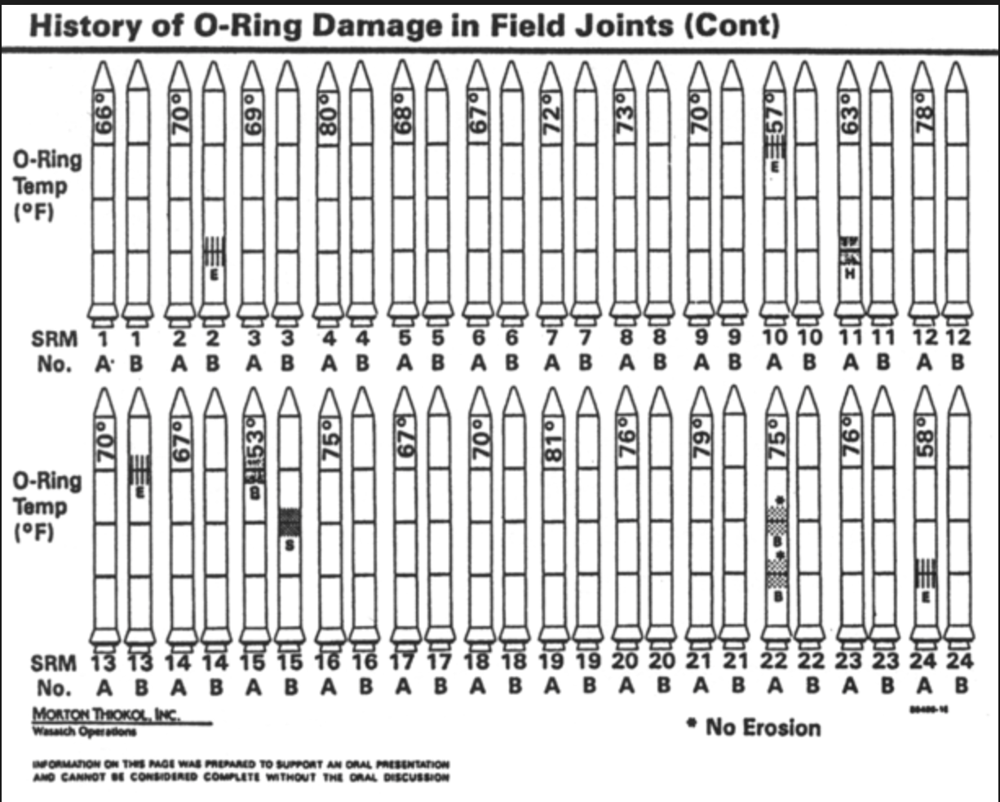 History of O-Ring Damage in Field Joints (Cont)
66° 70° 69° 80° 68° 67° 72° 73° 70° 57° 63° 78°
O-Ring
Temp
(°F)
E
E
H
SRM 1 1 2 2 3 3 4 4 5 5 6 6 7 7 8 8 9 9 10 10 11 11 12 12
No. A B A B A B A B A B A B A B A B A B A B A B A B
70° 67° 53° 75° 67° 70° 81° 76° 79° 75° 76° 58°
O-Ring
Temp
(°F)
E
B
S
*
B
*
B
E
SRM 13 13 14 14 15 15 16 16 17 17 18 18 19 19 20 20 21 21 22 22 23 23 24 24
No. A B A B A B A B A B A B A B A B A B A B A B A B
MORTON THIOKOL, INC.
Wasatch Operations
* No Erosion
INFORMATION ON THIS PAGE WAS PREPARED TO SUPPORT AN ORAL PRESENTATION
AND CANNOT BE CONSIDERED COMPLETE WITHOUT THE ORAL DISCUSSION